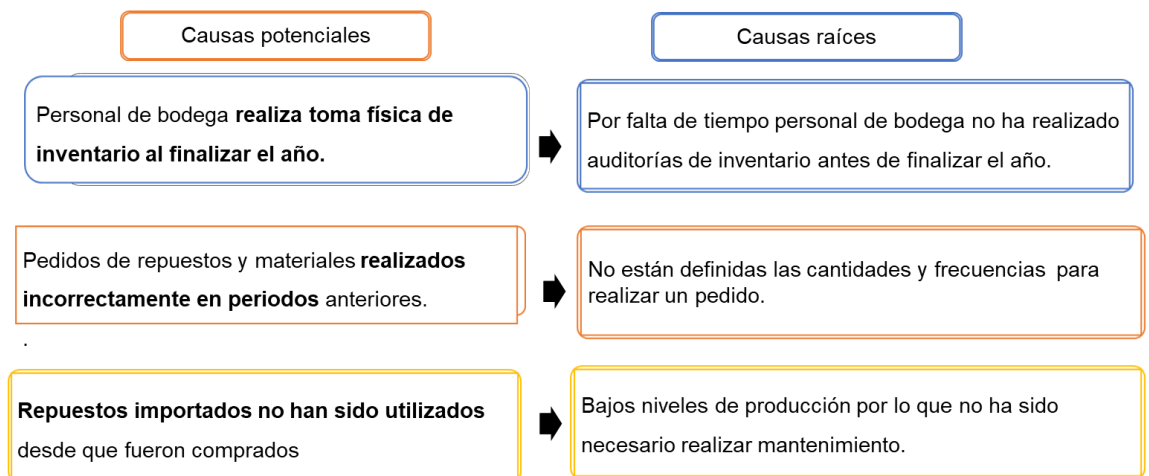 Causas potenciales
Causas raíces
Personal de bodega realiza toma física de
inventario al finalizar el año.
Por falta de tiempo personal de bodega no ha realizado
auditorías de inventario antes de finalizar el año.
Pedidos de repuestos y materiales realizados
incorrectamente en periodos anteriores.
.
No están definidas las cantidades y frecuencias para
realizar un pedido.
Repuestos importados no han sido utilizados
desde que fueron comprados
Bajos niveles de producción por lo que no ha sido
necesario realizar mantenimiento.